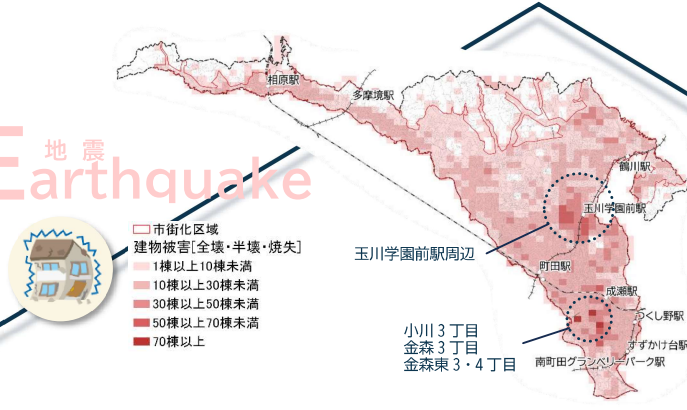 地震
Earthquake
相原駅
多摩境駅
鶴川駅
玉川学園前駅
玉川学園前駅周辺
町田駅
成瀬駅
つくし野駅
すずかけ台駅
南町田グランベリーパーク駅
小川3丁目
金森3丁目
金森東3・4丁目
市街化区域
建物被害[全壊・半壊・焼失]
1棟以上10棟未満
10棟以上30棟未満
30棟以上50棟未満
50棟以上70棟未満
70棟以上